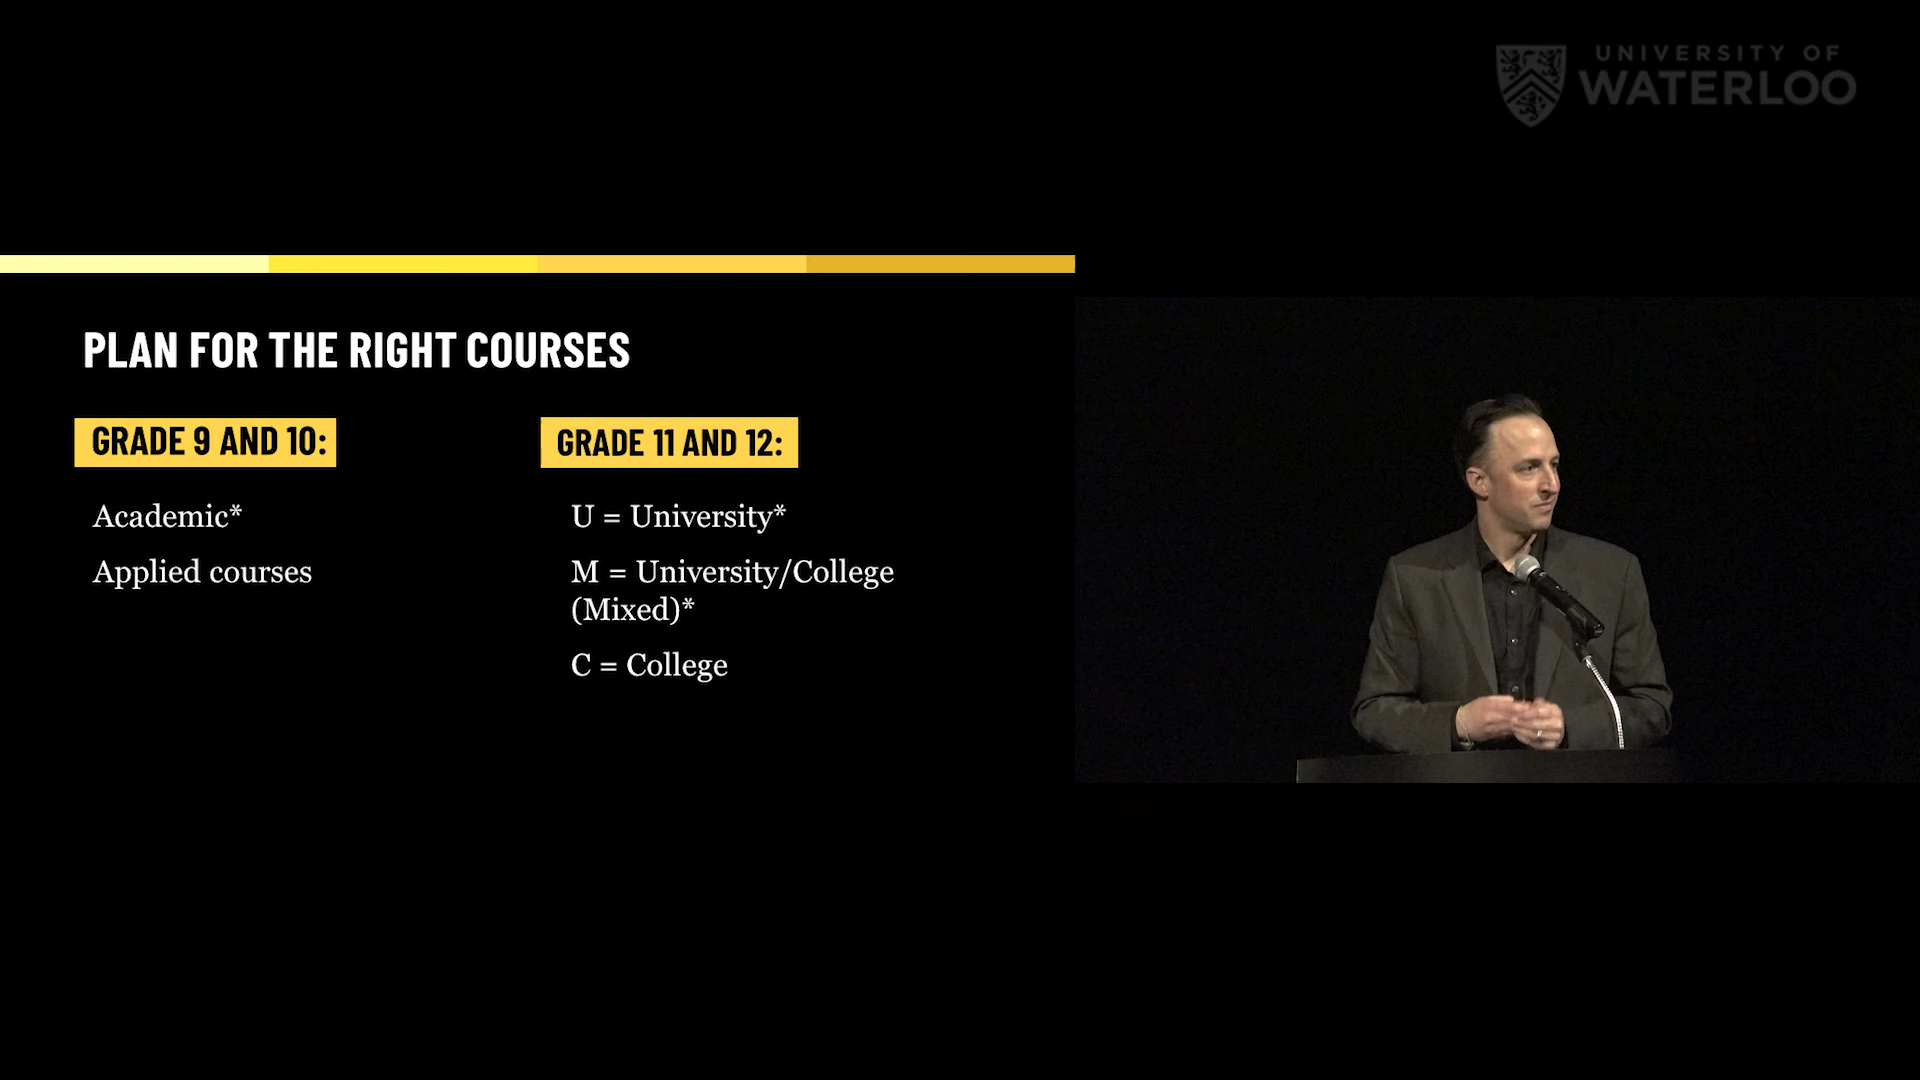 UNIVERSITY OF
WATERLOO
PLAN FOR THE RIGHT COURSES
GRADE 9 AND 10:
Academic*
Applied courses
GRADE 11 AND 12:
U = University*
M = University/College
(Mixed)*
C = College